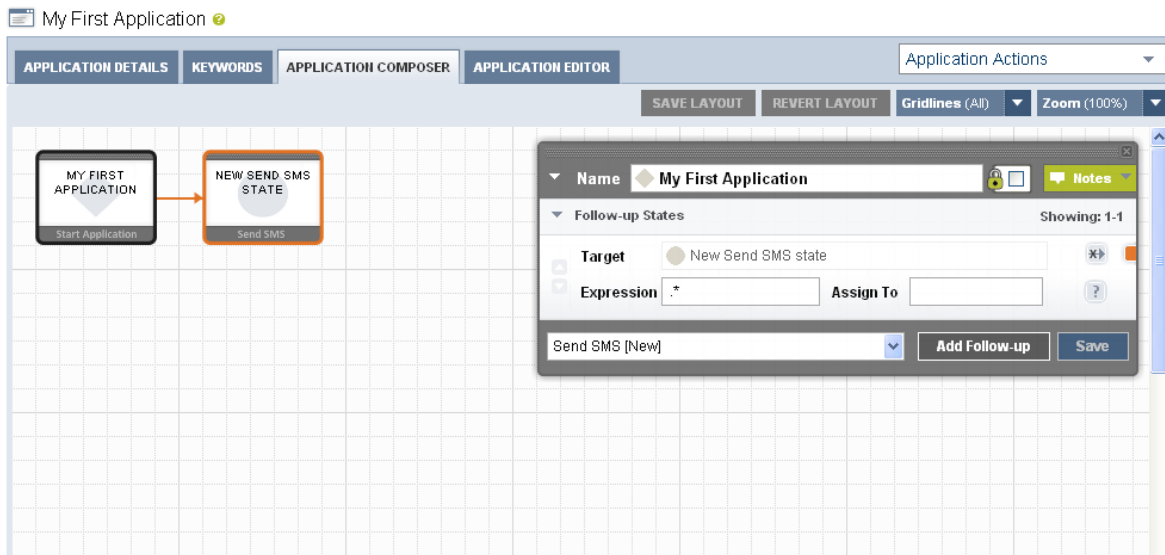 My First Application ?
APPLICATION DETAILS KEYWORDS APPLICATION COMPOSER APPLICATION EDITOR Application Actions
SAVE LAYOUT REVERT LAYOUT Gridlines (All) Zoom (100%)
MY FIRST
APPLICATION
Start Application
NEW SEND SMS
STATE
Send SMS
Name My First Application Notes
Follow-up States Showing: 1-1
Target New Send SMS state
Expression .* Assign To ?
Send SMS [New] Add Follow-up Save